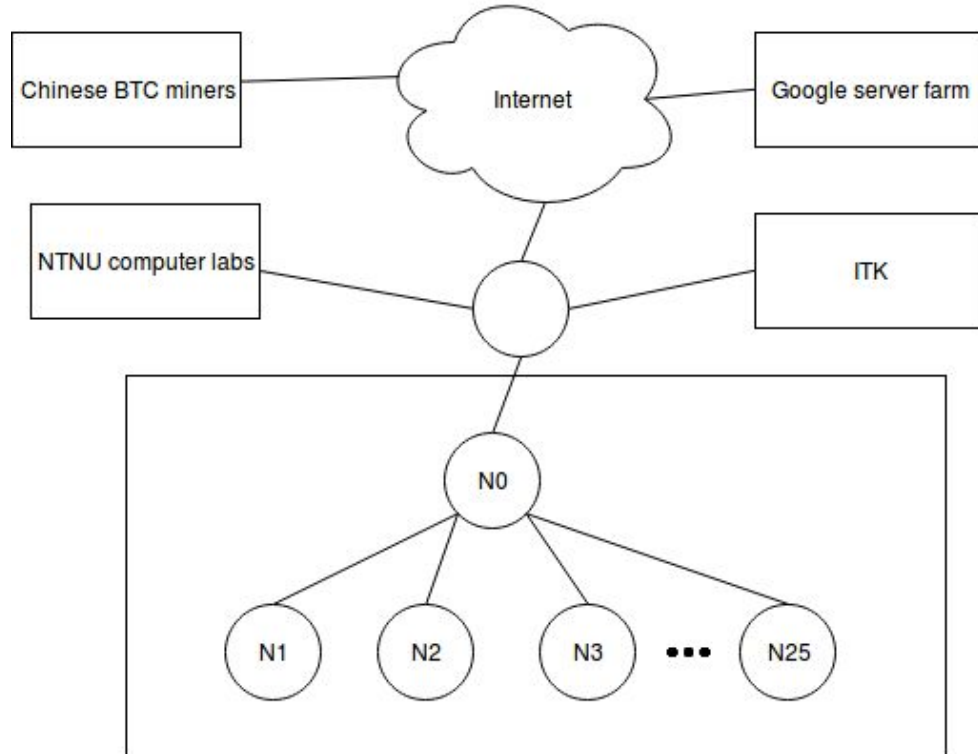 Chinese BTC miners
Internet
Google server farm
NTNU computer labs
ITK
N0
N1
N2
N3
N25